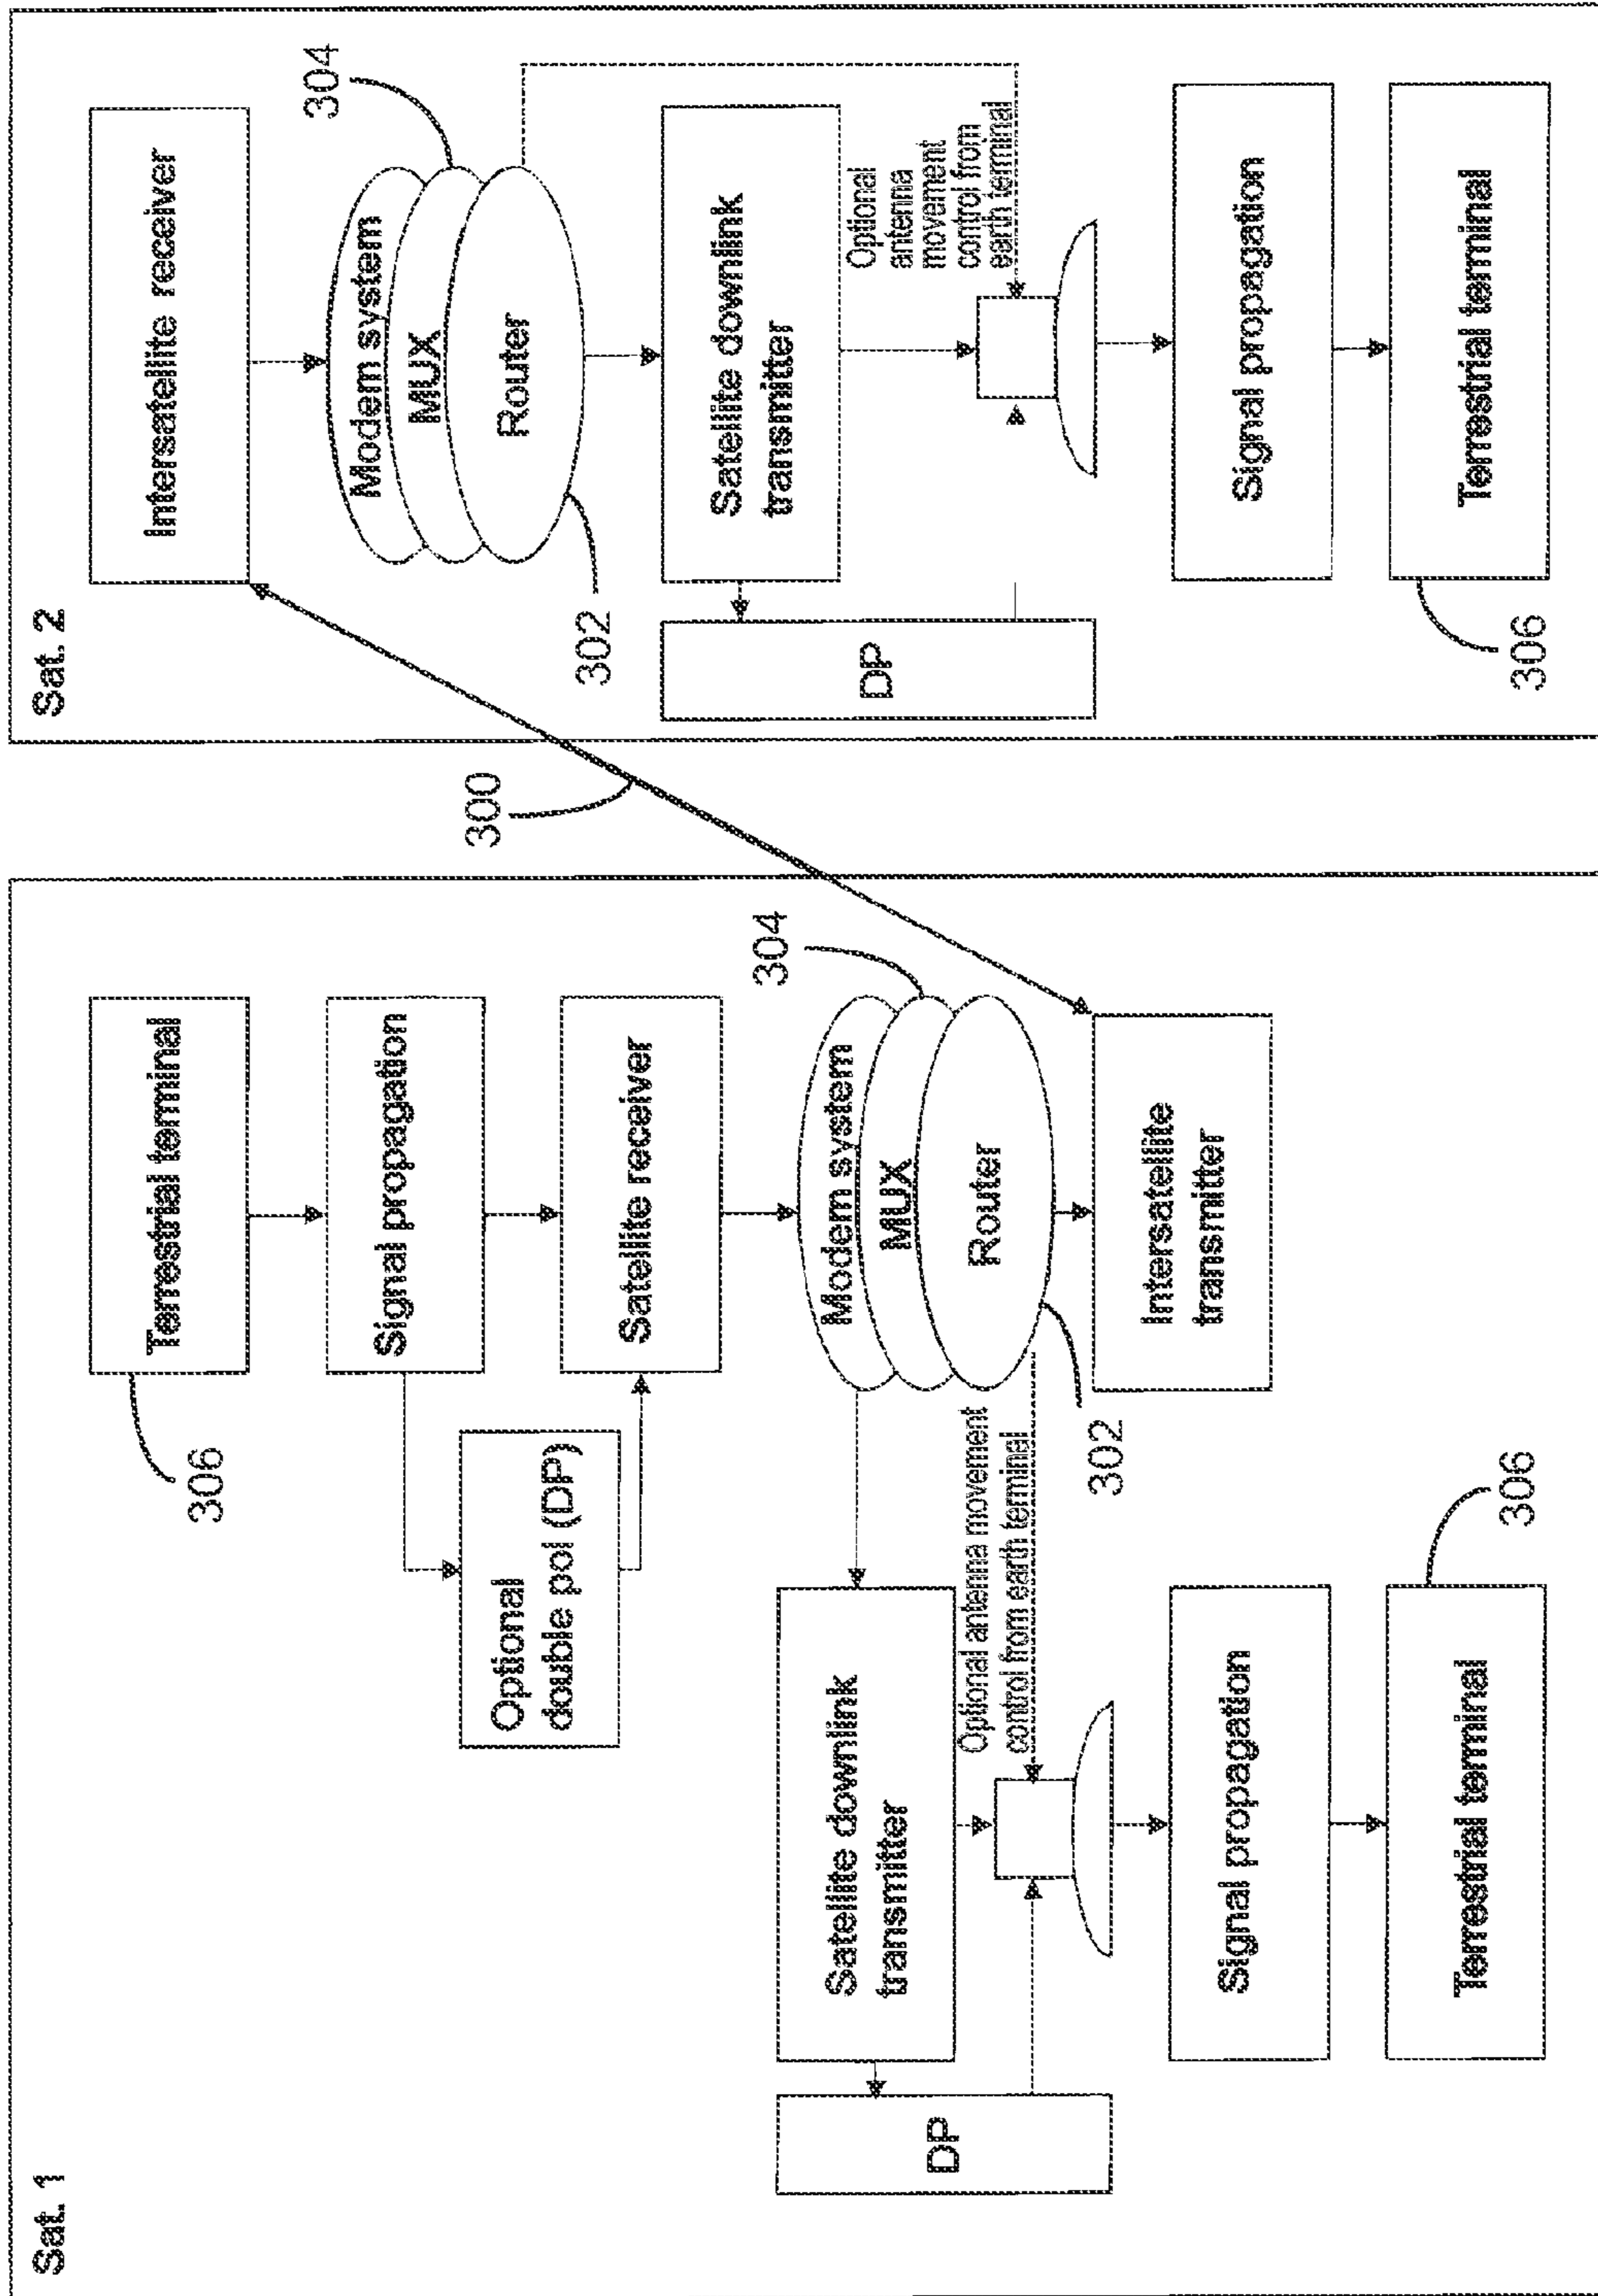 Sat. 1
Terrestrial terminal
306
Signal propagation
Optional
double pol (DP)
Satellite receiver
304
Modem system
MUX
Router
302
Intersatellite
transmitter
Satellite downlink
transmitter
Optional antenna movement
control from earth terminal
DP
Signal propagation
Terrestrial terminal
306
300
Sat. 2
Intersatellite receiver
304
Modem system
MUX
Router
302
Satellite downlink
transmitter
Optional
antenna
movement
control from
earth terminal
DP
Signal propagation
Terrestrial terminal
306